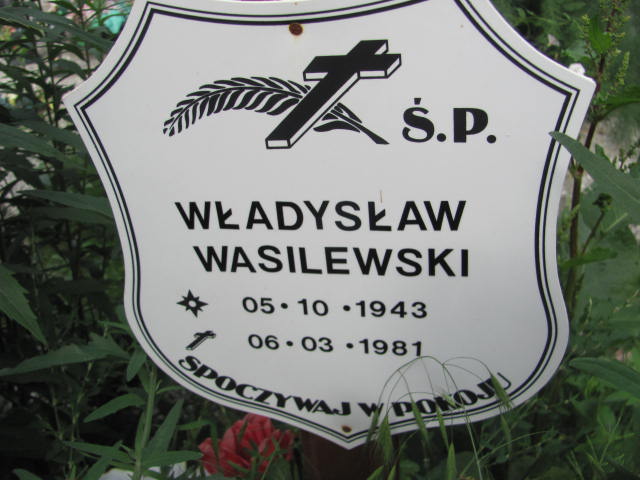 Ś.P.
WŁADYSŁAW
WASILEWSKI
05·10·1943
06·03·1981
SPOCZYWAJ W POKOJU